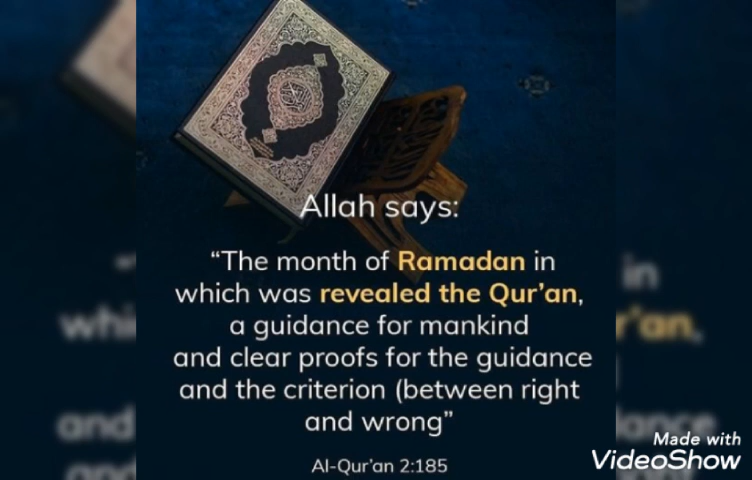 Allah says:
“The month of Ramadan in
which was revealed the Qur’an,
a guidance for mankind
and clear proofs for the guidance
and the criterion (between right
and wrong”
Al-Qur’an 2:185
Made with
VideoShow